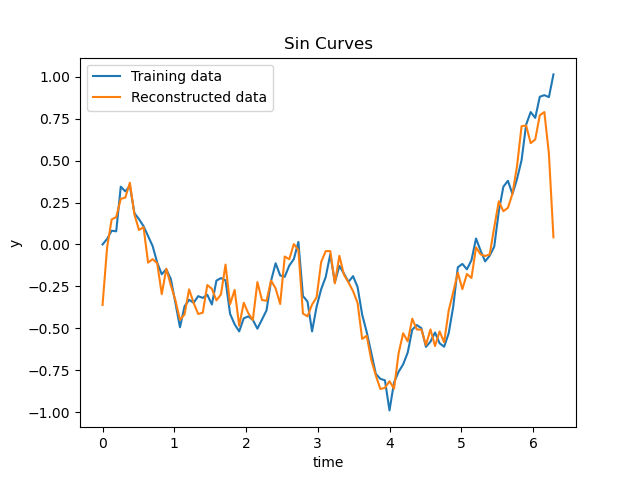 Sin Curves
Training data
Reconstructed data
1.00
0.75
0.50
0.25
0.00
−0.25
−0.50
−0.75
−1.00
y
0 1 2 3 4 5 6
time